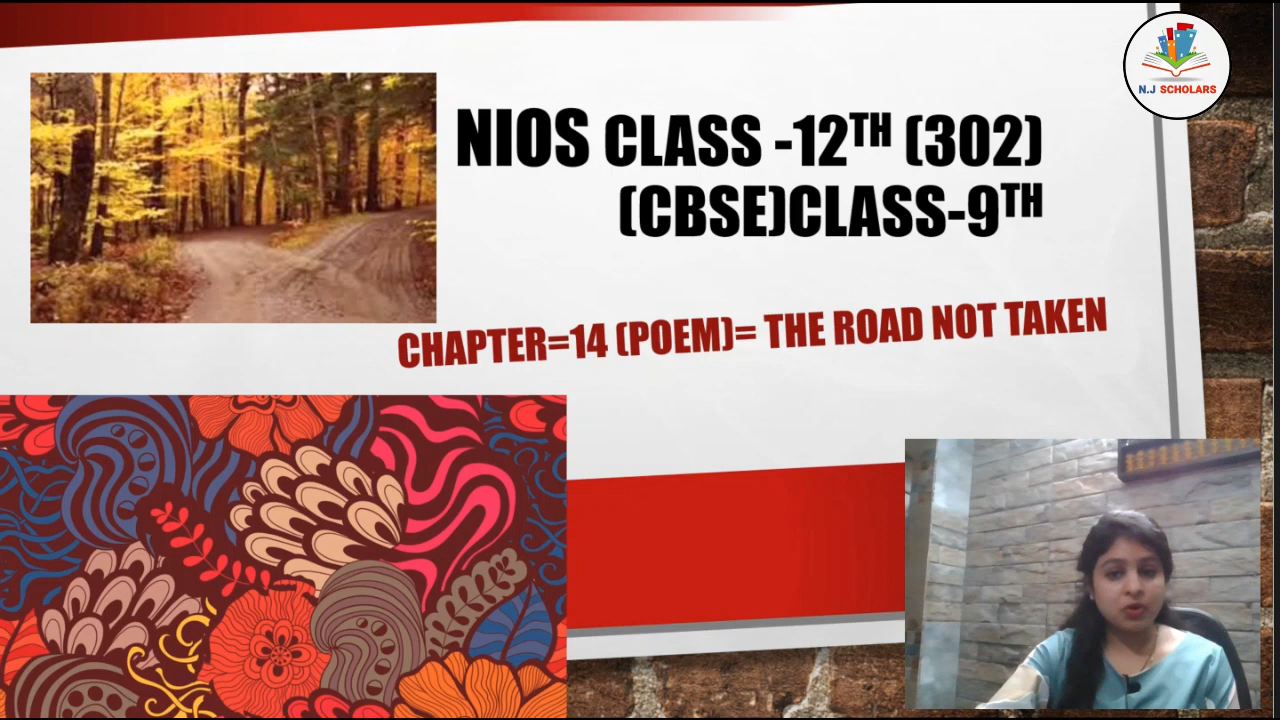 N.J SCHOLARS
NIOS CLASS -12TH (302)
(CBSE)CLASS-9TH
CHAPTER=14 (POEM)= THE ROAD NOT TAKEN